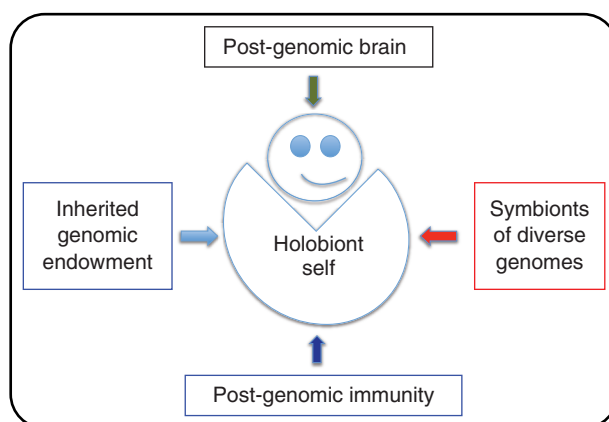 Post-genomic brain
Inherited
genomic
endowment
Holobiont
self
Symbionts
of diverse
genomes
Post-genomic immunity